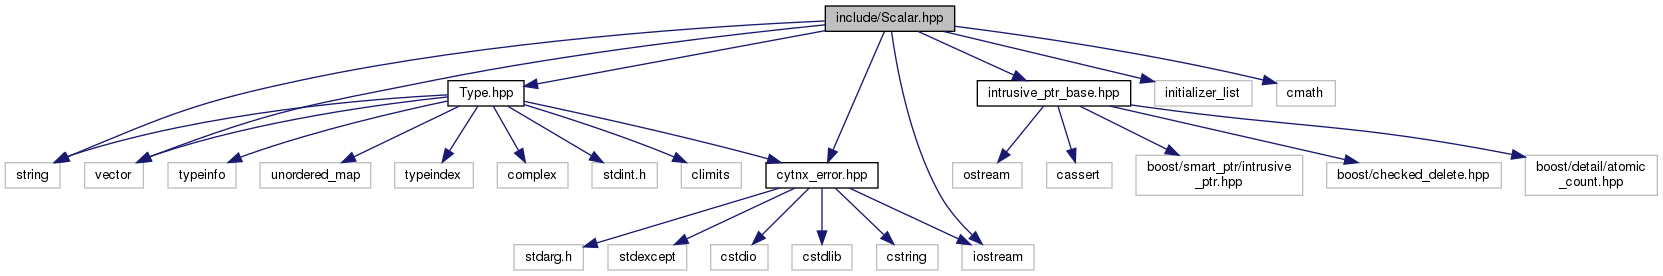 include/Scalar.hpp
Type.hpp
intrusive_ptr_base.hpp
initializer_list
cmath
string
vector
typeinfo
unordered_map
typeindex
complex
stdint.h
climits
cytnx_error.hpp
ostream
cassert
boost/smart_ptr/intrusive
_ptr.hpp
boost/checked_delete.hpp
boost/detail/atomic
_count.hpp
stdarg.h
stdexcept
cstdio
cstdlib
cstring
iostream